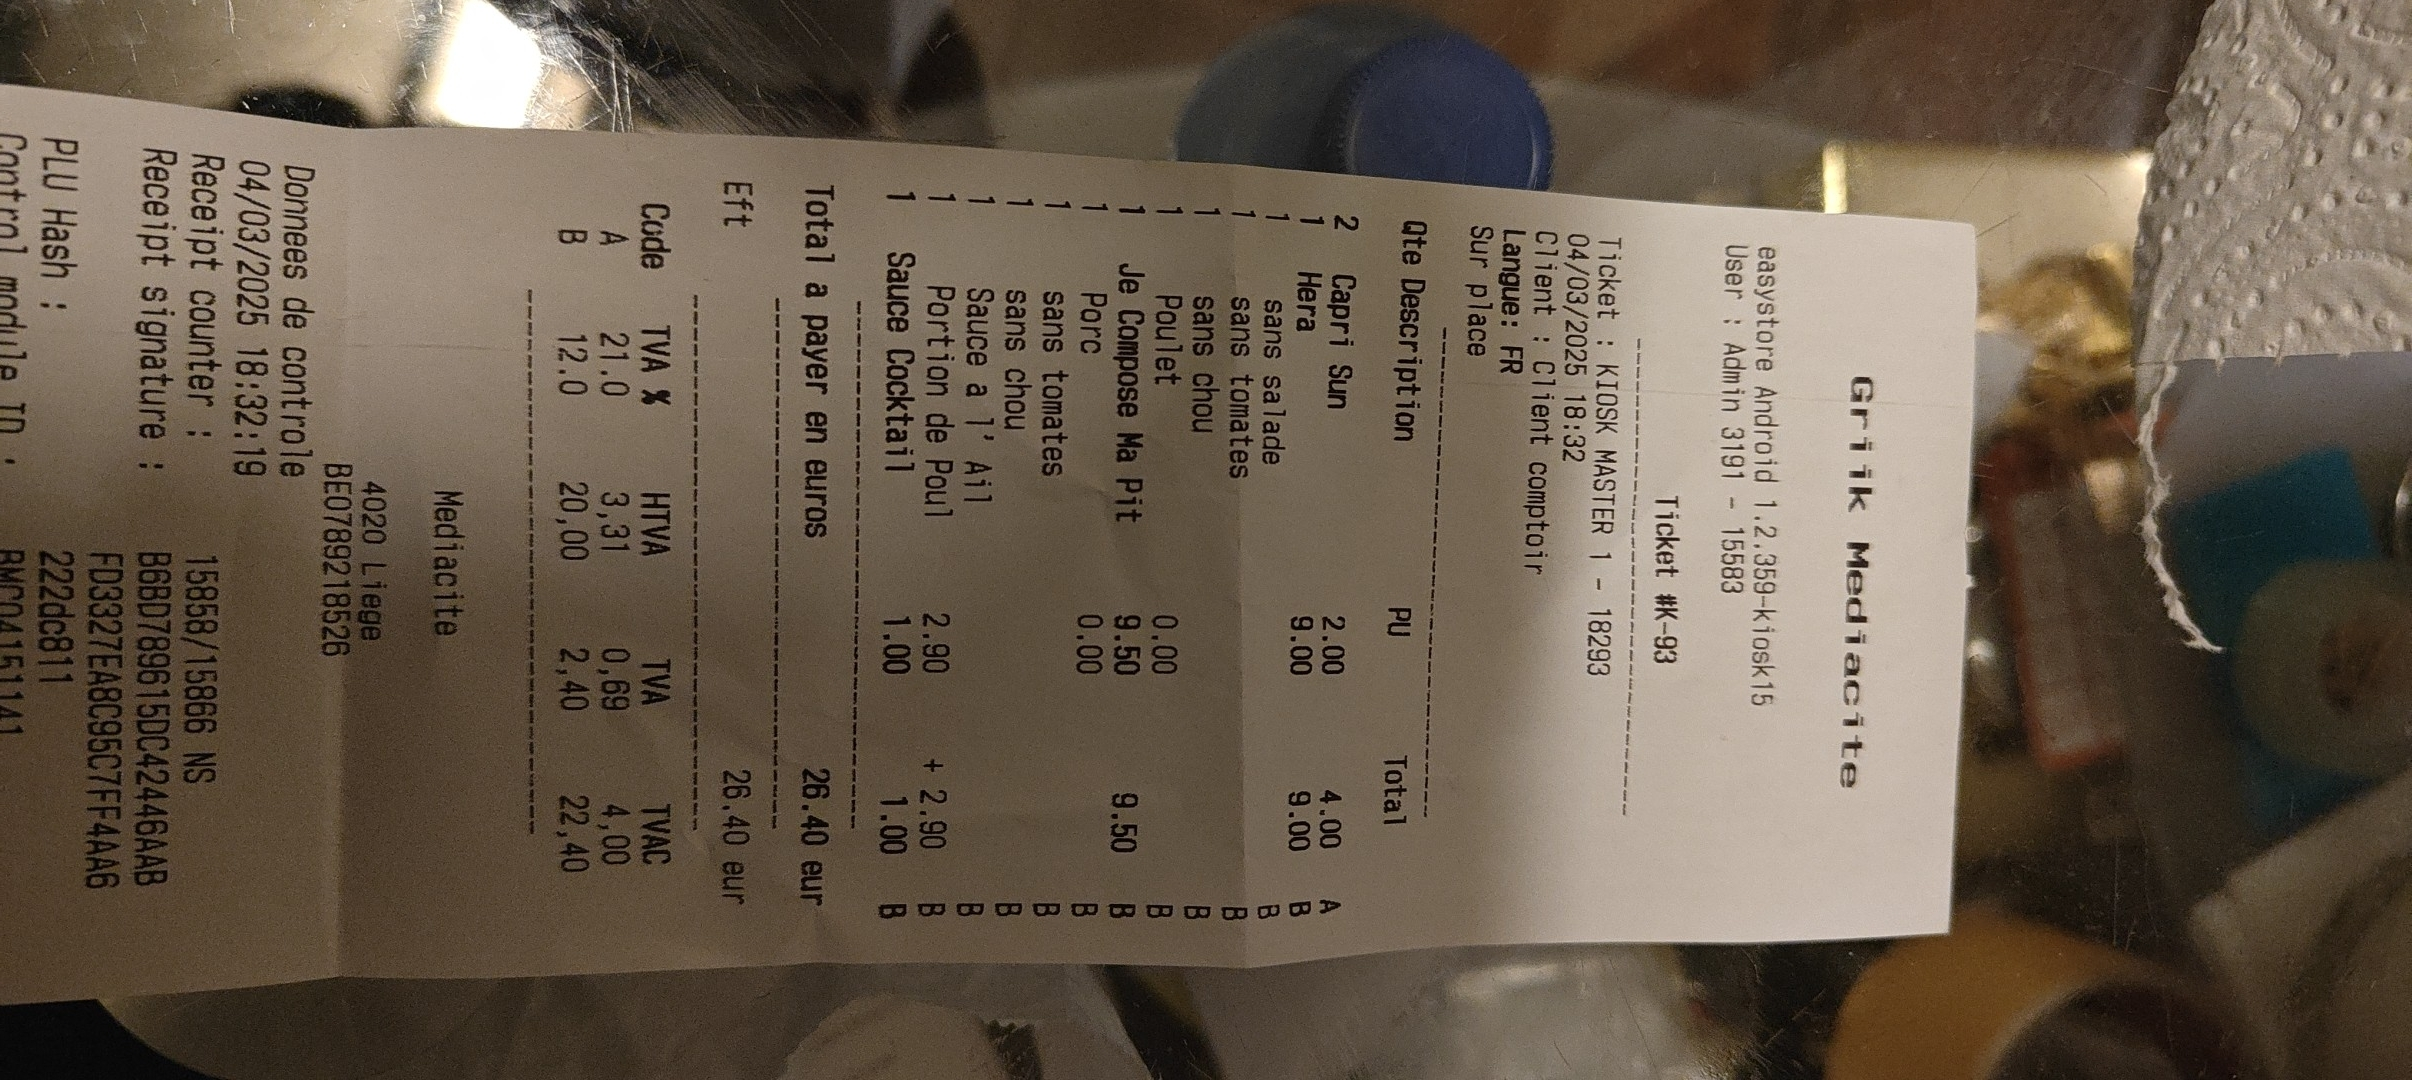 Griik Mediacite
easystore Android 1.2.359-kiosk15
User : Admin 3191 - 15583
Ticket #K-93
Ticket : KIOSK MASTER 1 - 18293
04/03/2025 18:32
Client : Client comptoir
Langue: FR
Sur place
Qte Description PU Total
2 Capri Sun 2.00 4.00 A
1 Hera 9.00 9.00 B
1 sans salade B
1 sans tomates B
1 sans chou B
1 Poulet 0.00 B
1 Je Compose Ma Pit 9.50 9.50 B
1 Porc 0.00 B
1 sans tomates B
1 sans chou B
1 Sauce a l' Ail B
1 Portion de Poul 2.90 + 2.90 B
1 Sauce Cocktail 1.00 1.00 B
Total a payer en euros 26.40 eur
Eft 26.40 eur
Code TVA % HTVA TVA TVAC
A 21.0 3,31 0,69 4,00
B 12.0 20,00 2,40 22,40
Mediacite
4020 Liege
BE0789218526
Donnees de controle
04/03/2025 18:32:19
Receipt counter : 15858/15866 NS
Receipt signature : B6BD789615DC42446AAB
FD3327EA8C95C7FF4AA6
PLU Hash : 222dc811
Control module ID : BMC04151141